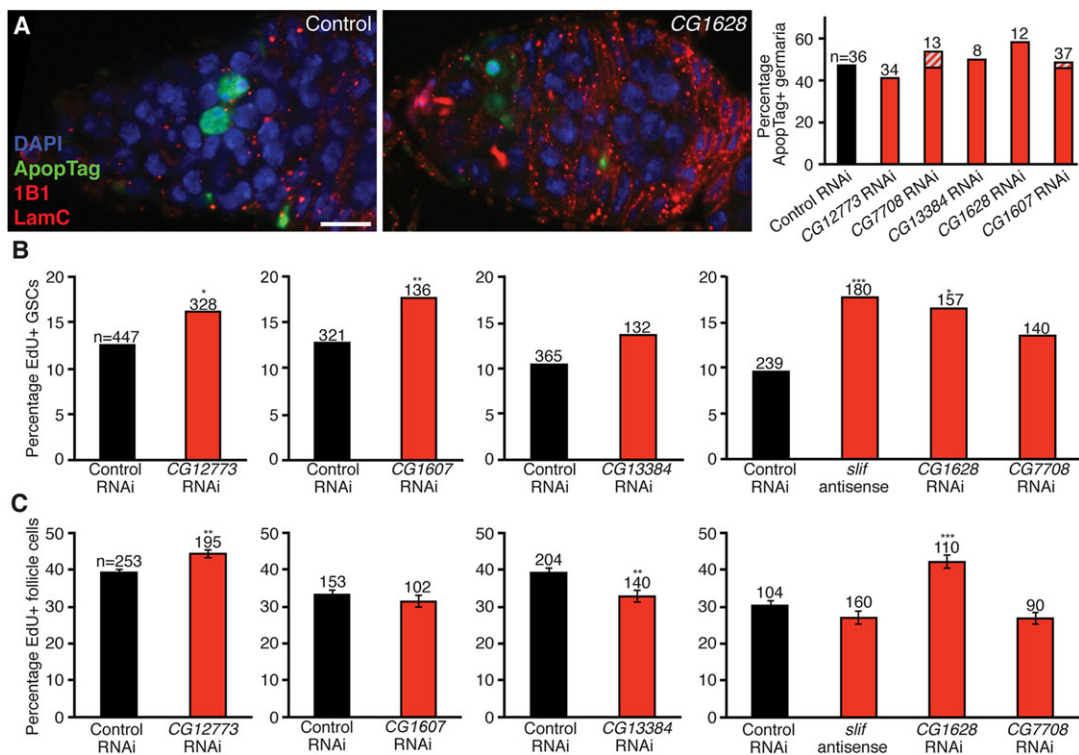 A
Control
CG1628
DAPI
ApopTag
1B1
LamC
Percentage
ApopTag+ germaria
60
40
20
0
n=36
34
13
8
12
37
Control RNAi
CG12773 RNAi
CG7708 RNAi
CG13384 RNAi
CG1628 RNAi
CG1607 RNAi
B
Percentage EdU+ GSCs
20
15
10
5
0
n=447
*
328
Control
RNAi
CG12773
RNAi
20
15
10
5
0
321
**
136
Control
RNAi
CG1607
RNAi
20
15
10
5
0
365
132
Control
RNAi
CG13384
RNAi
20
15
10
5
0
239
***
180
*
157
140
Control
RNAi
slif
antisense
CG1628
RNAi
CG7708
RNAi
C
Percentage EdU+ follicle cells
50
40
30
20
10
0
n=253
**
195
Control
RNAi
CG12773
RNAi
50
40
30
20
10
0
153
102
Control
RNAi
CG1607
RNAi
50
40
30
20
10
0
204
**
140
Control
RNAi
CG13384
RNAi
50
40
30
20
10
0
104
160
***
110
90
Control
RNAi
slif
antisense
CG1628
RNAi
CG7708
RNAi